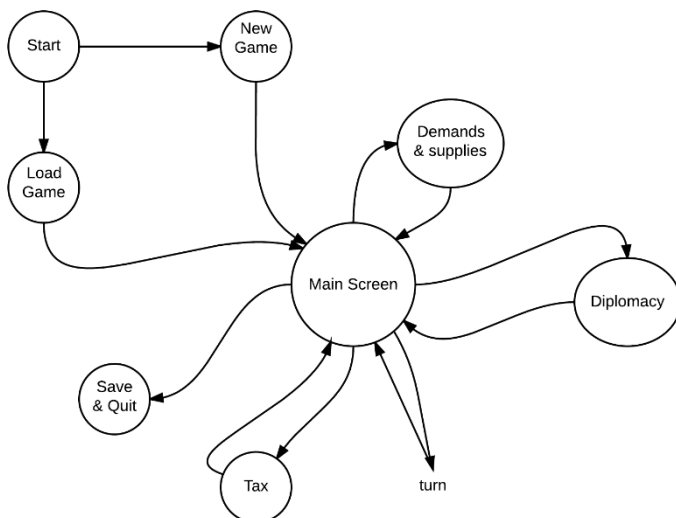 Start
New
Game
Demands
& supplies
Load
Game
Main Screen
Diplomacy
Save
& Quit
Tax
turn